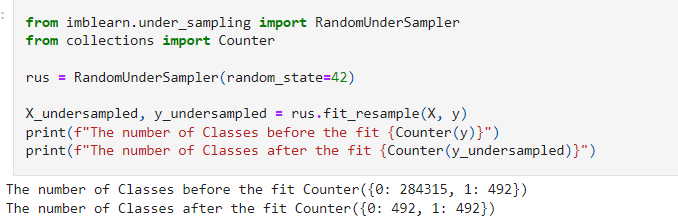 from imblearn.under_sampling import RandomUnderSampler
from collections import Counter
rus = RandomUnderSampler(random_state=42)
X_undersampled, y_undersampled = rus.fit_resample(X, y)
print(f"The number of Classes before the fit {Counter(y)}")
print(f"The number of Classes after the fit {Counter(y_undersampled)}")
The number of Classes before the fit Counter({0: 284315, 1: 492})
The number of Classes after the fit Counter({0: 492, 1: 492})